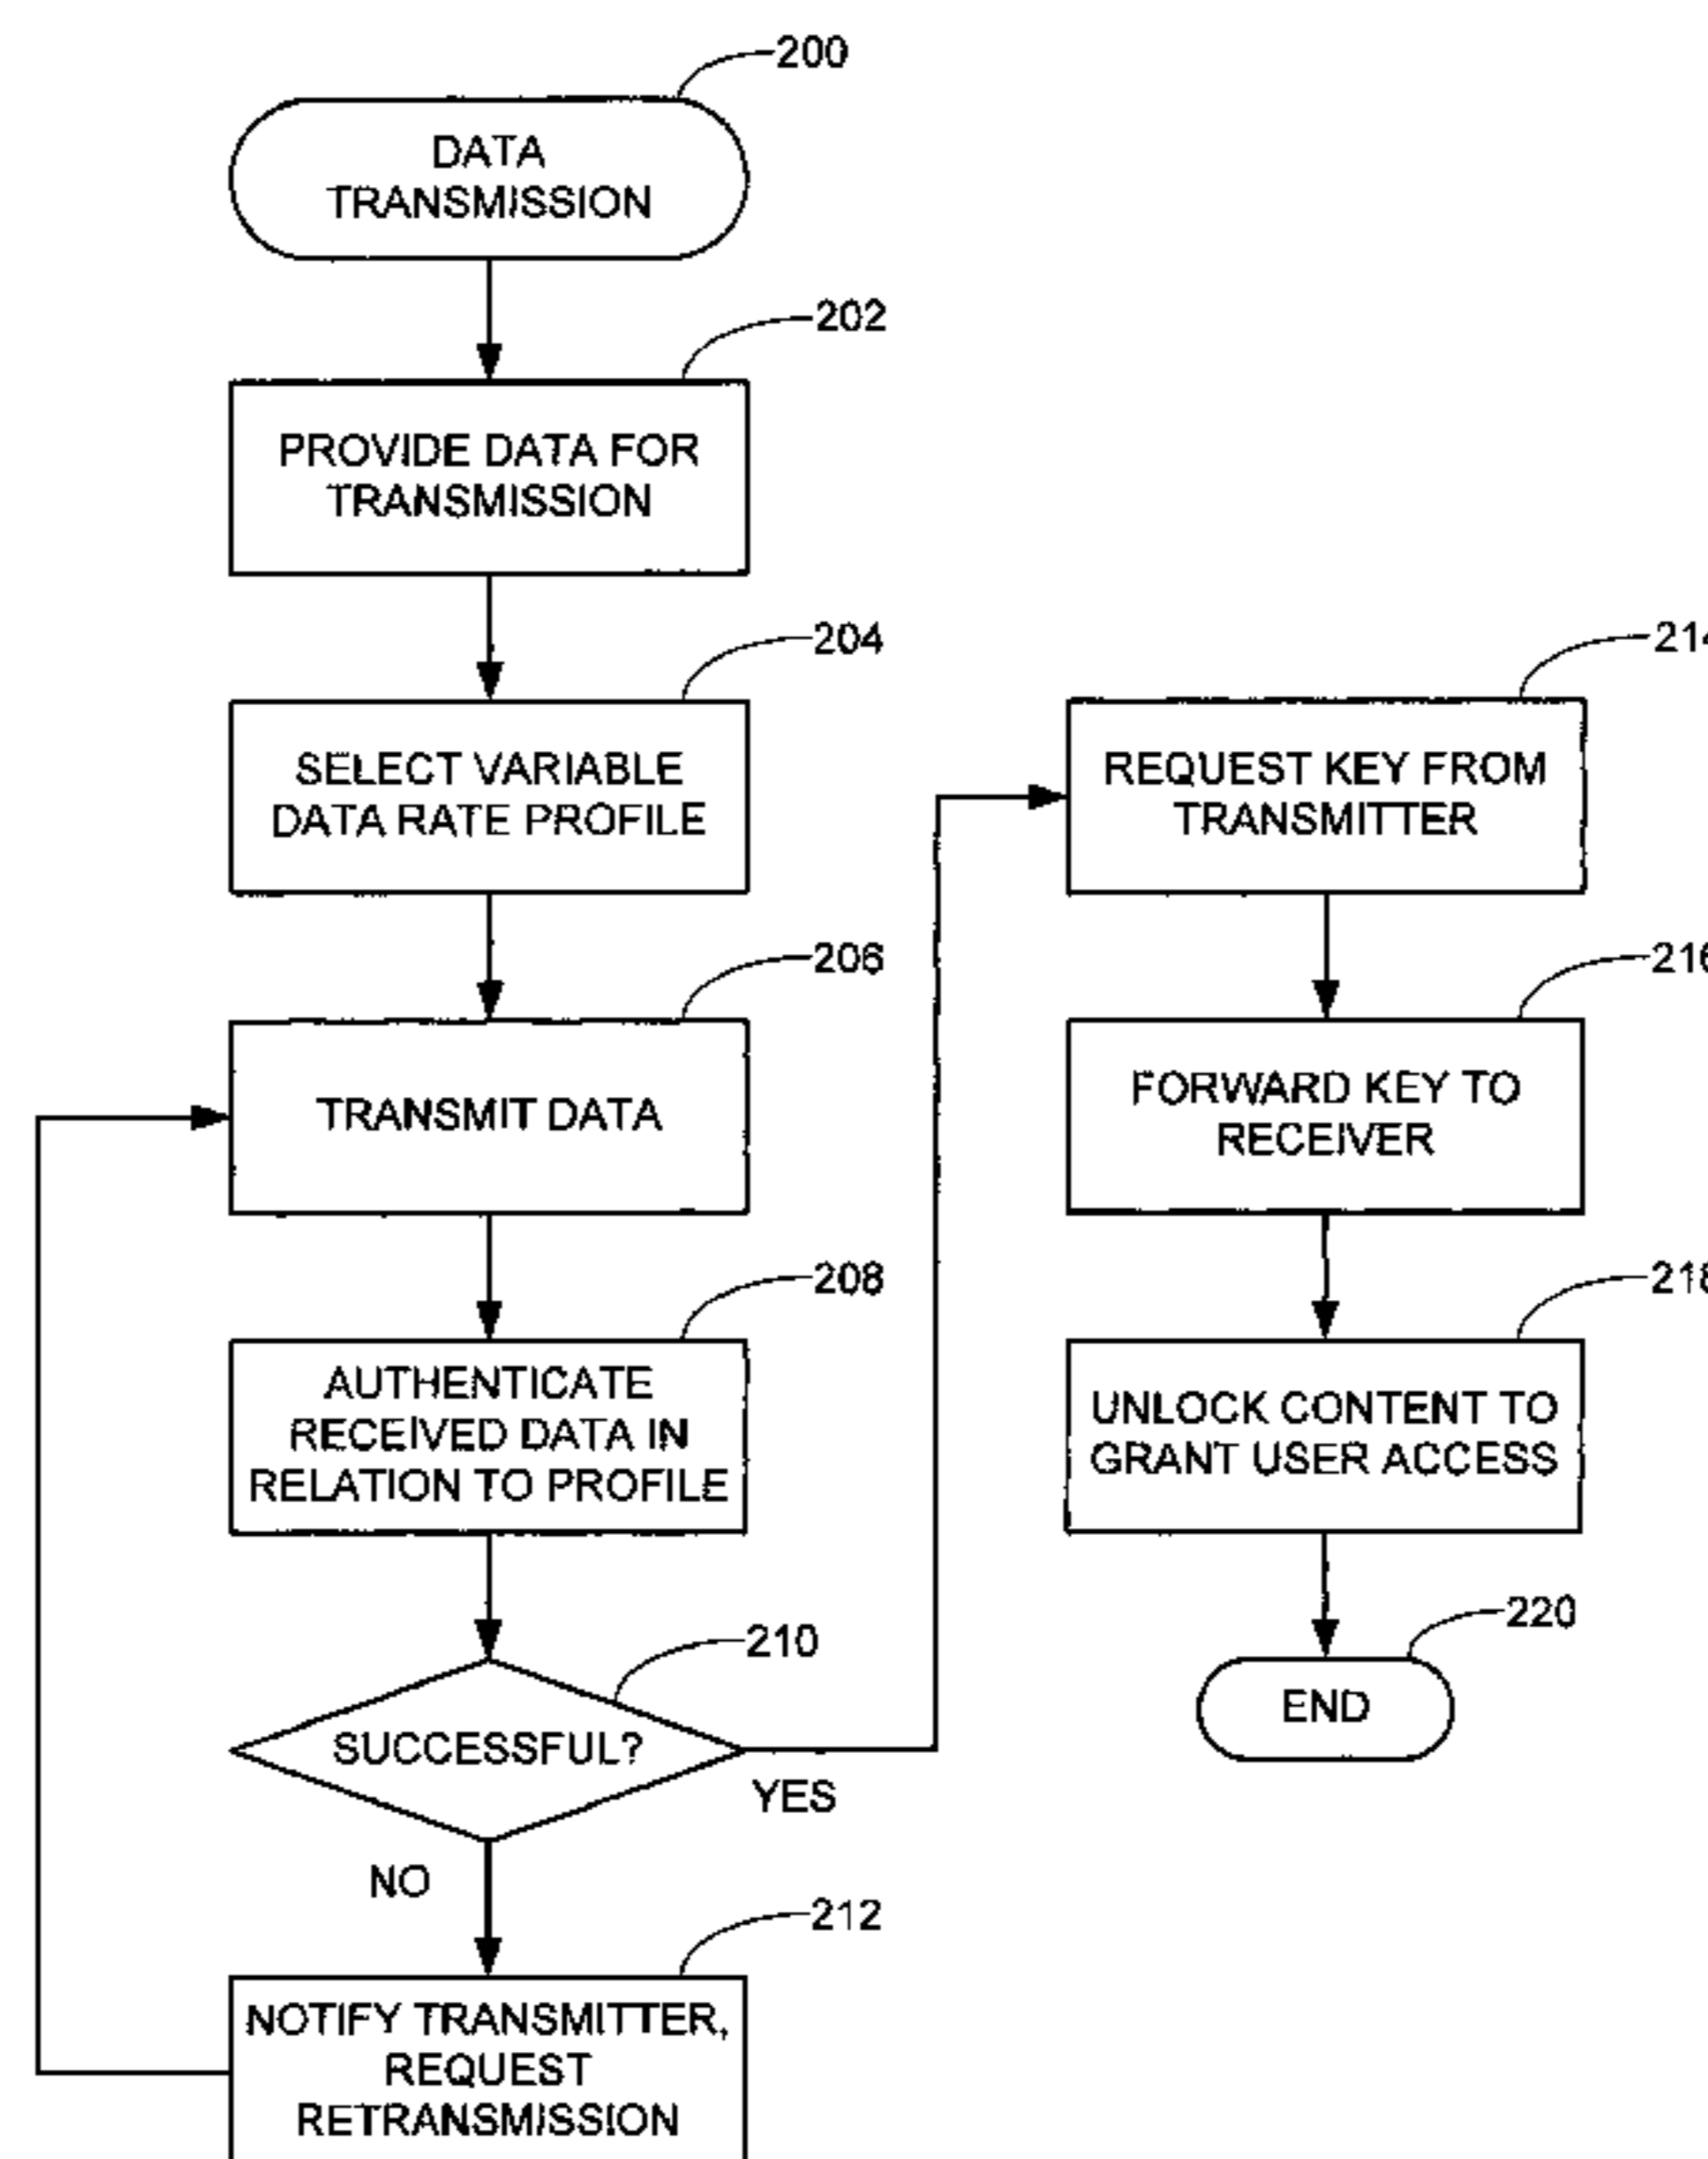 200
DATA
TRANSMISSION
202
PROVIDE DATA FOR
TRANSMISSION
204
SELECT VARIABLE
DATA RATE PROFILE
206
TRANSMIT DATA
208
AUTHENTICATE
RECEIVED DATA IN
RELATION TO PROFILE
210
SUCCESSFUL?
YES
NO
212
NOTIFY TRANSMITTER,
REQUEST
RETRANSMISSION
214
REQUEST KEY FROM
TRANSMITTER
216
FORWARD KEY TO
RECEIVER
218
UNLOCK CONTENT TO
GRANT USER ACCESS
220
END